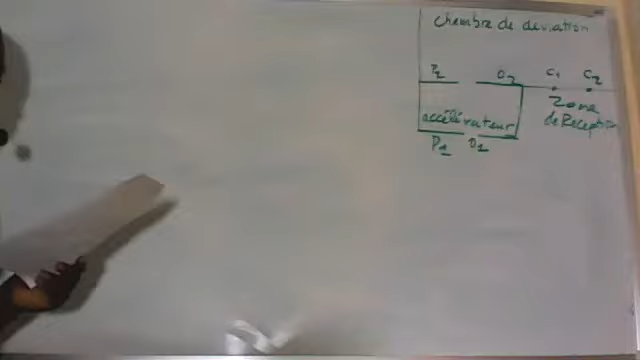 Chambre de deviation
P2 O2 C1 C2
Zone
de Reception
accélérateur
P1 O1